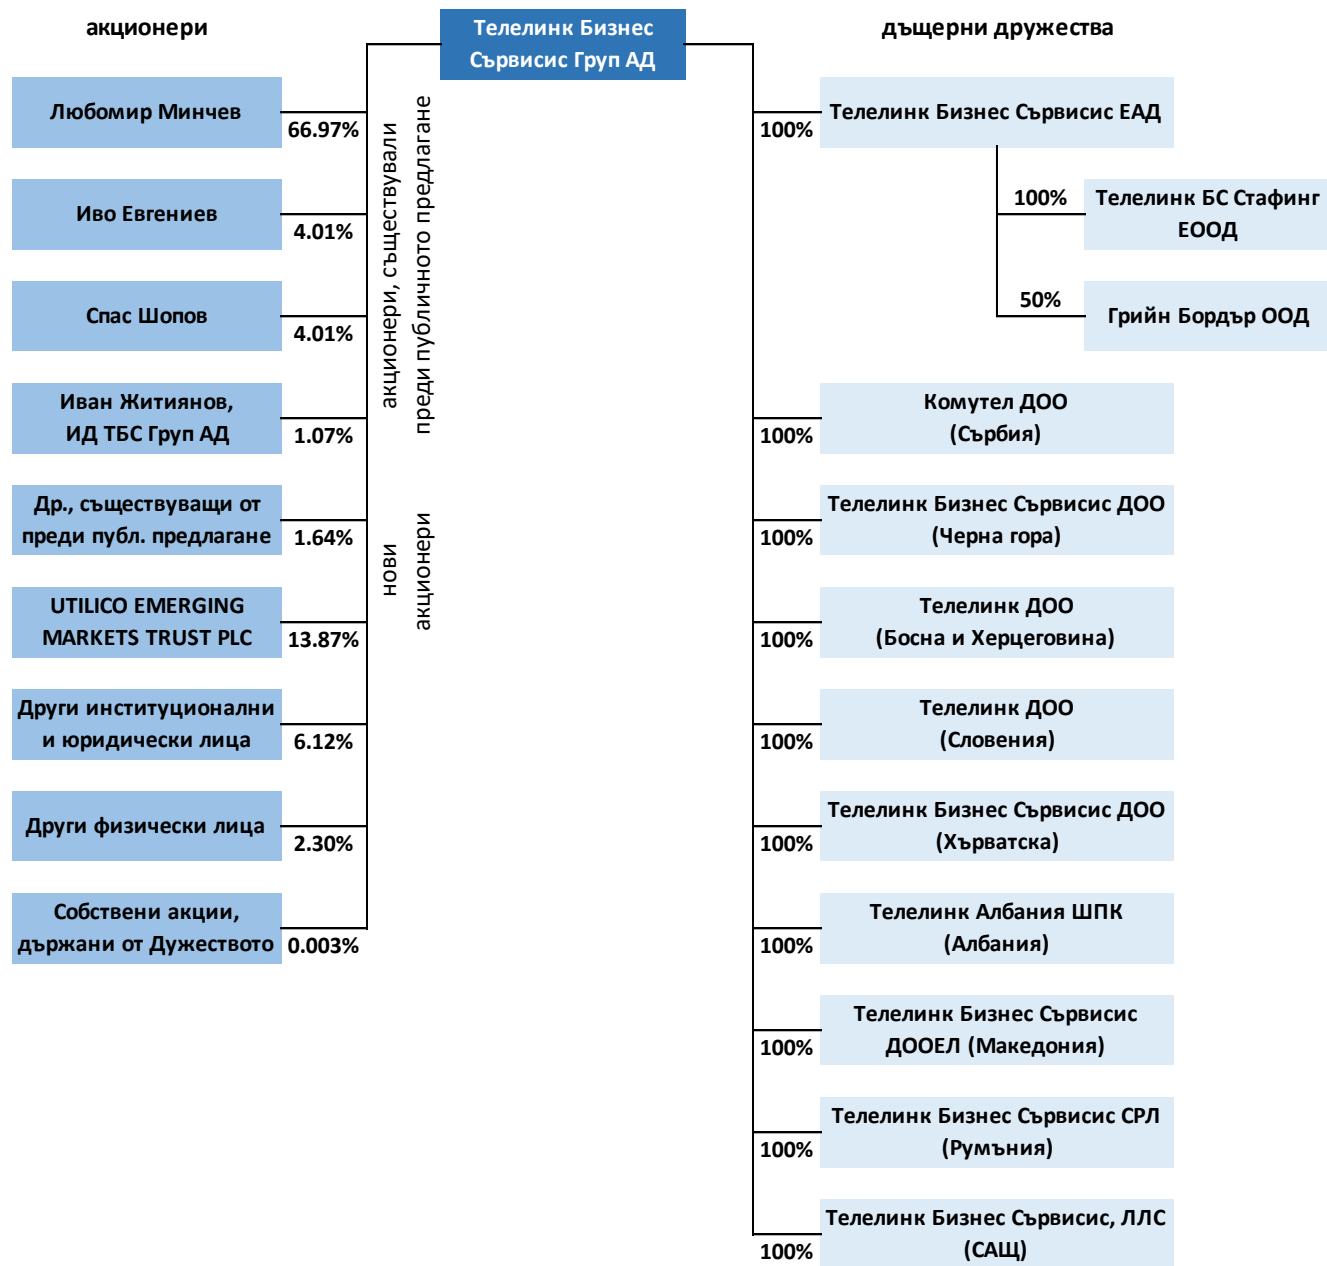 акционери
Телелинк Бизнес
Сървисис Груп АД
дъщерни дружества
Любомир Минчев
66.97%
Иво Евгениев
4.01%
Спас Шопов
4.01%
Иван Житиянов,
ИД ТБС Груп АД
1.07%
Др., съществуващи от
преди публ. предлагане
1.64%
UTILICO EMERGING
MARKETS TRUST PLC
13.87%
Други институционални
и юридически лица
6.12%
Други физически лица
2.30%
Собствени акции,
държани от Дужеството
0.003%
акционери, съществували
преди публичното предлагане
нови
акционери
100%
Телелинк Бизнес Сървисис ЕАД
100%
Телелинк БС Стафинг
ЕООД
50%
Грийн Бордър ООД
100%
Комутел ДОО
(Сърбия)
100%
Телелинк Бизнес Сървисис ДОО
(Черна гора)
100%
Телелинк ДОО
(Босна и Херцеговина)
100%
Телелинк ДОО
(Словения)
100%
Телелинк Бизнес Сървисис ДОО
(Хърватска)
100%
Телелинк Албания ШПК
(Албания)
100%
Телелинк Бизнес Сървисис
ДООЕЛ (Македония)
100%
Телелинк Бизнес Сървисис СРЛ
(Румъния)
100%
Телелинк Бизнес Сървисис, ЛЛС
(САЩ)